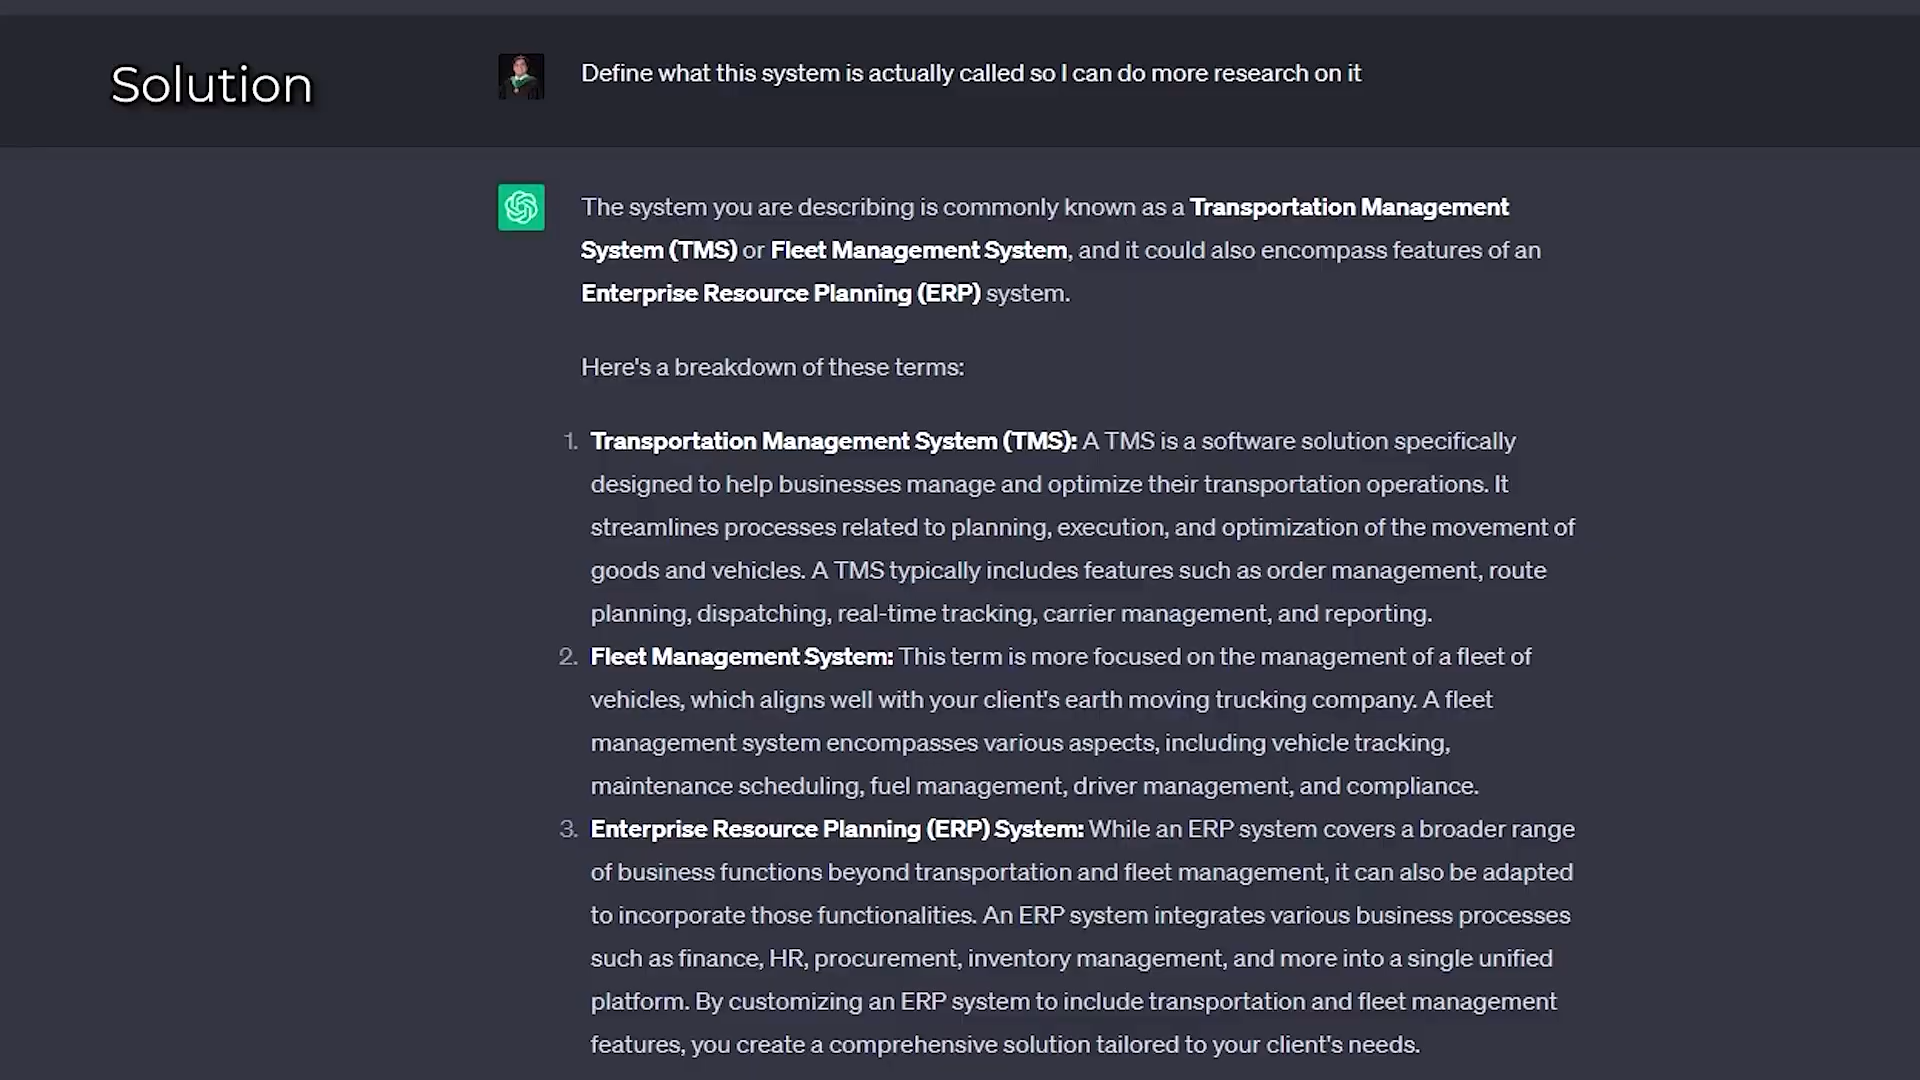 Solution
Define what this system is actually called so I can do more research on it
The system you are describing is commonly known as a Transportation Management
System (TMS) or Fleet Management System, and it could also encompass features of an
Enterprise Resource Planning (ERP) system.
Here's a breakdown of these terms:
1. Transportation Management System (TMS): A TMS is a software solution specifically
designed to help businesses manage and optimize their transportation operations. It
streamlines processes related to planning, execution, and optimization of the movement of
goods and vehicles. A TMS typically includes features such as order management, route
planning, dispatching, real-time tracking, carrier management, and reporting.
2. Fleet Management System: This term is more focused on the management of a fleet of
vehicles, which aligns well with your client's earth moving trucking company. A fleet
management system encompasses various aspects, including vehicle tracking,
maintenance scheduling, fuel management, driver management, and compliance.
3. Enterprise Resource Planning (ERP) System: While an ERP system covers a broader range
of business functions beyond transportation and fleet management, it can also be adapted
to incorporate those functionalities. An ERP system integrates various business processes
such as finance, HR, procurement, inventory management, and more into a single unified
platform. By customizing an ERP system to include transportation and fleet management
features, you create a comprehensive solution tailored to your client's needs.